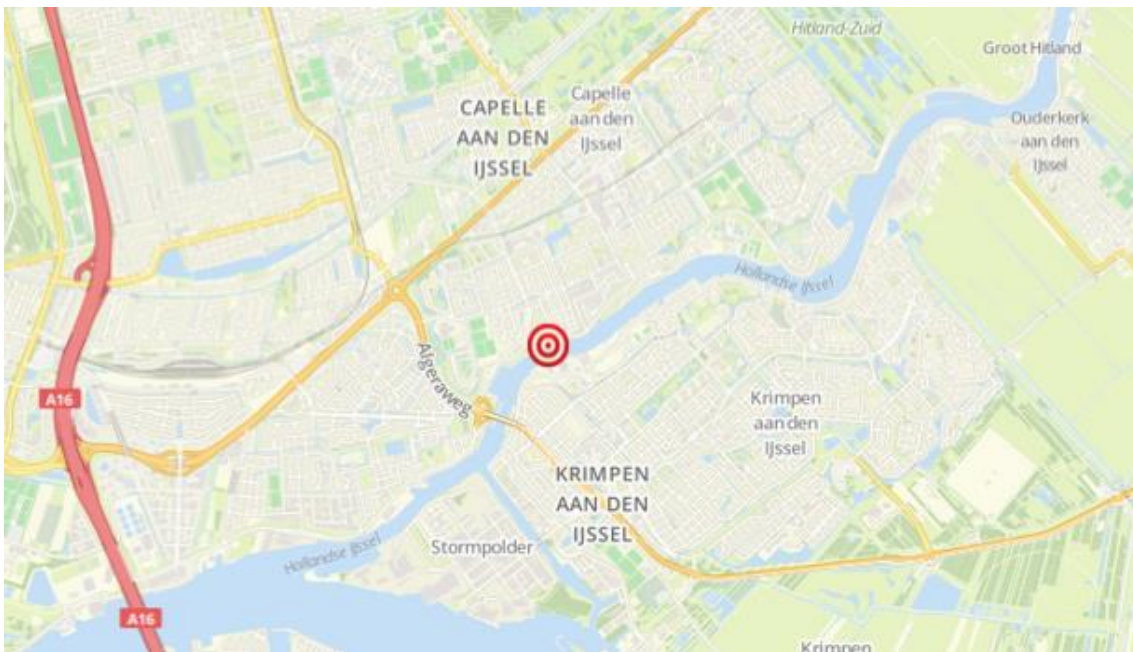 Hitland-Zuid
Groot Hitland
CAPELLE
AAN DEN
IJSSEL
Capelle
aan den
IJssel
Ouderkerk
aan den
IJssel
Hollandse IJssel
Algeraweg
A16
Krimpen
aan den
IJssel
KRIMPEN
AAN DEN
IJSSEL
Stormpolder
Hollandse IJssel
A16
Krimpen